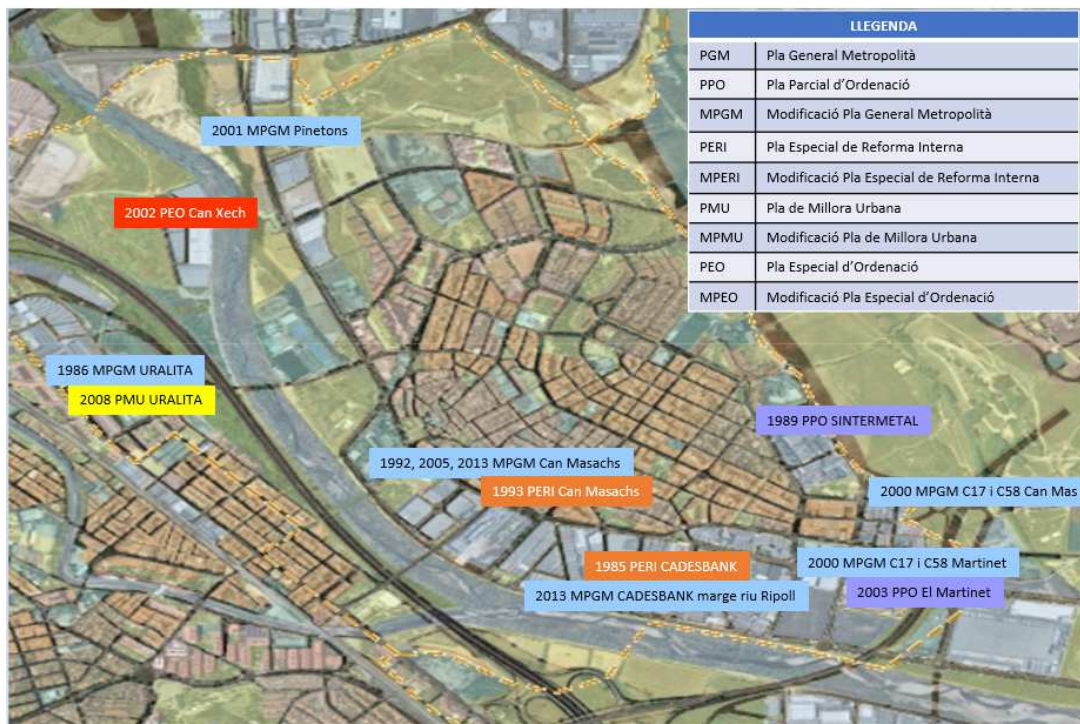 LLEGENDA
PGM Pla General Metropolità
PPO Pla Parcial d'Ordenació
MPGM Modificació Pla General Metropolità
PERI Pla Especial de Reforma Interna
MPERI Modificació Pla Especial de Reforma Interna
PMU Pla de Millora Urbana
MPMU Modificació Pla de Millora Urbana
PEO Pla Especial d'Ordenació
MPEO Modificació Pla Especial d'Ordenació
2001 MPGM Pinetons
2002 PEO Can Xech
1986 MPGM URALITA
2008 PMU URALITA
1989 PPO SINTERMETAL
1992, 2005, 2013 MPGM Can Masachs
1993 PERI Can Masachs
2000 MPGM C17 i C58 Can Mas
1985 PERI CADESBANK
2000 MPGM C17 i C58 Martinet
2013 MPGM CADESBANK marge riu Ripoll
2003 PPO El Martinet